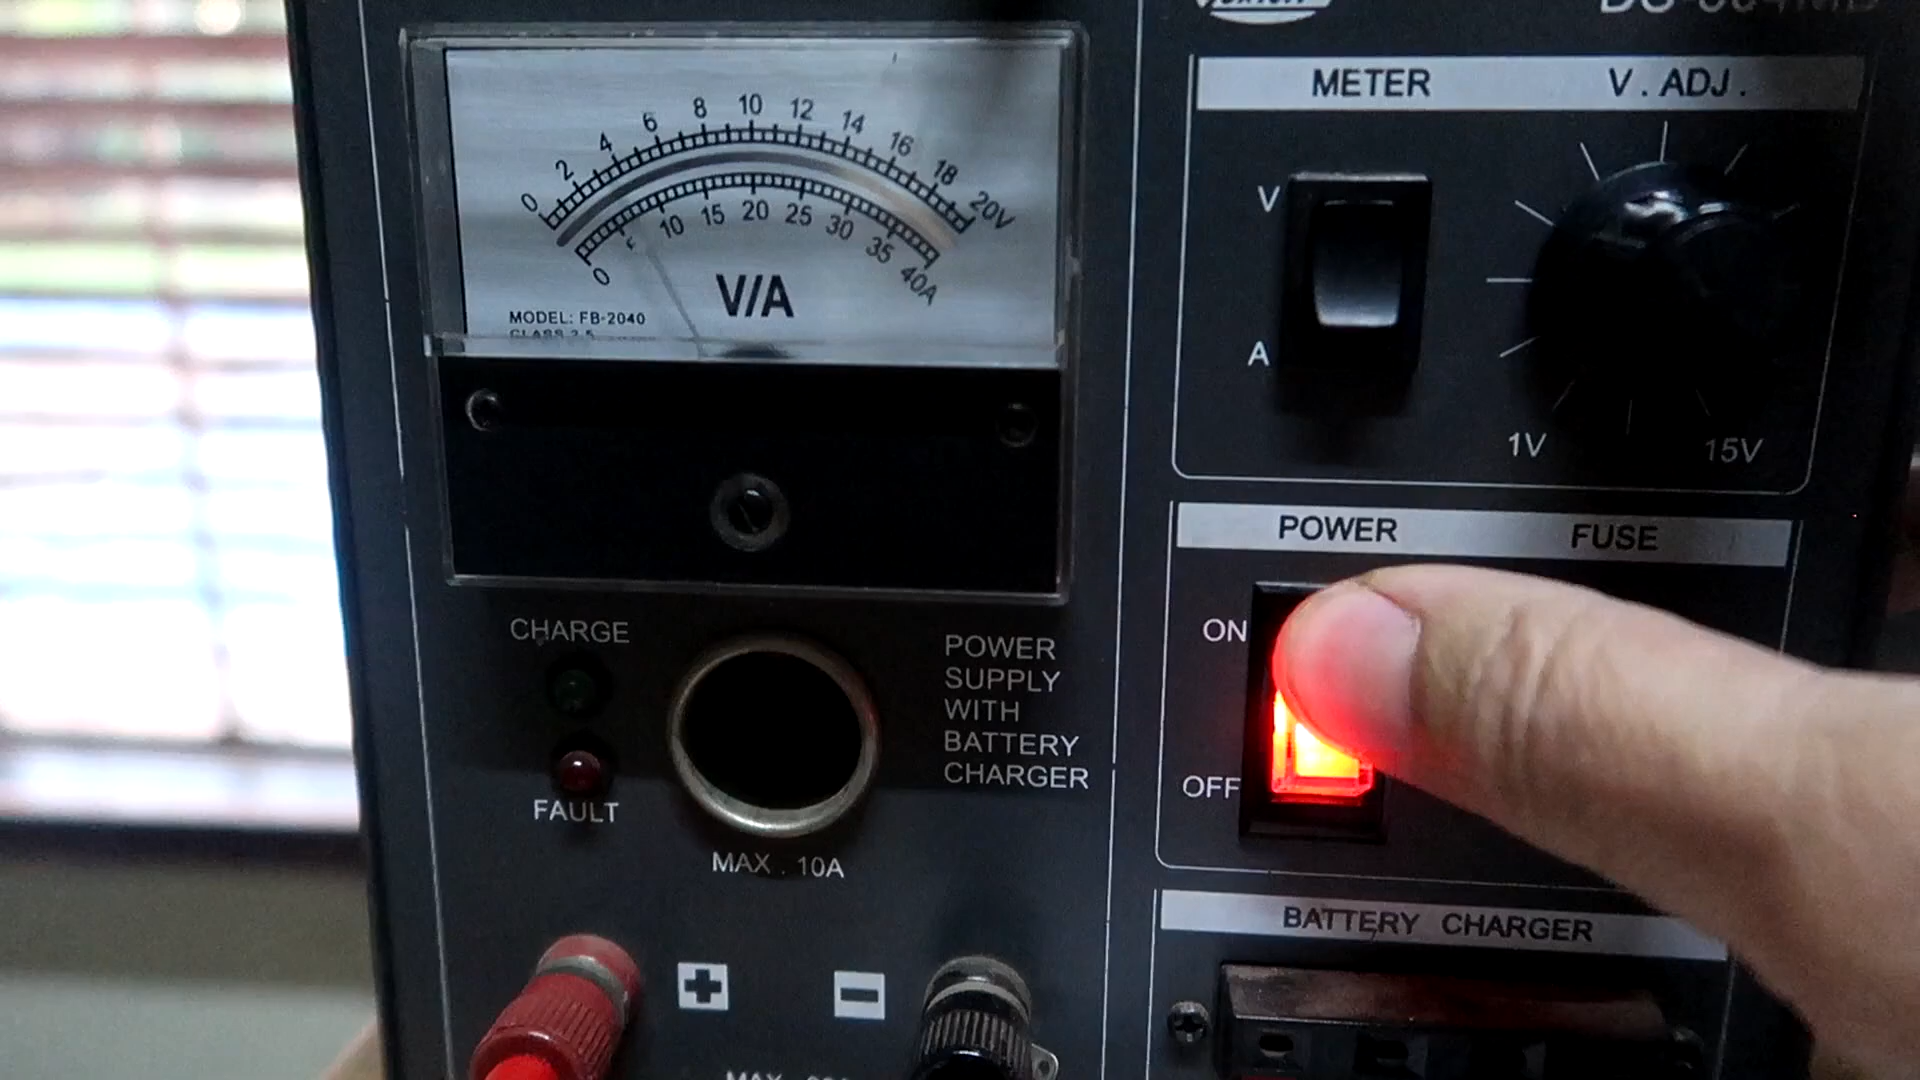 METER V . ADJ .
0 2 4 6 8 10 12 14 16 18 20V
0 10 15 20 25 30 35 40A
V/A
MODEL: FB-2040
V
A
1V 15V
POWER FUSE
ON
OFF
CHARGE
FAULT
POWER
SUPPLY
WITH
BATTERY
CHARGER
MAX . 10A
BATTERY CHARGER
+ −